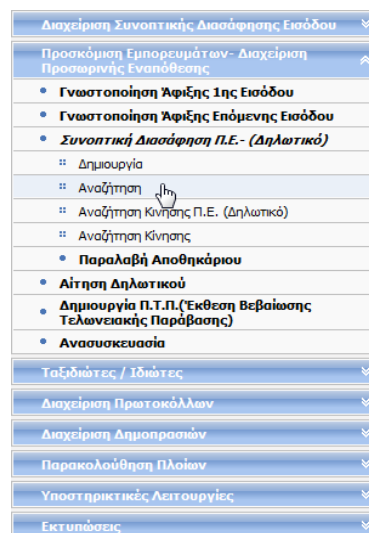 Διαχείριση Συνοπτικής Διασάφησης Εισόδου
Προσκόμιση Εμπορευμάτων- Διαχείριση
Προσωρινής Εναπόθεσης
Γνωστοποίηση Άφιξης 1ης Εισόδου
Γνωστοποίηση Άφιξης Επόμενης Εισόδου
Συνοπτική Διασάφηση Π.Ε.- (Δηλωτικό)
Δημιουργία
Αναζήτηση
Αναζήτηση Κίνησης Π.Ε. (Δηλωτικό)
Αναζήτηση Κίνησης
Παραλαβή Αποθηκάριου
Αίτηση Δηλωτικού
Δημιουργία Π.Τ.Π.(Έκθεση Βεβαίωσης
Τελωνειακής Παράβασης)
Ανασυσκευασία
Ταξιδιώτες / Ιδιώτες
Διαχείριση Πρωτοκόλλων
Διαχείριση Δημοπρασιών
Παρακολούθηση Πλοίων
Υποστηρικτικές Λειτουργίες
Εκτυπώσεις